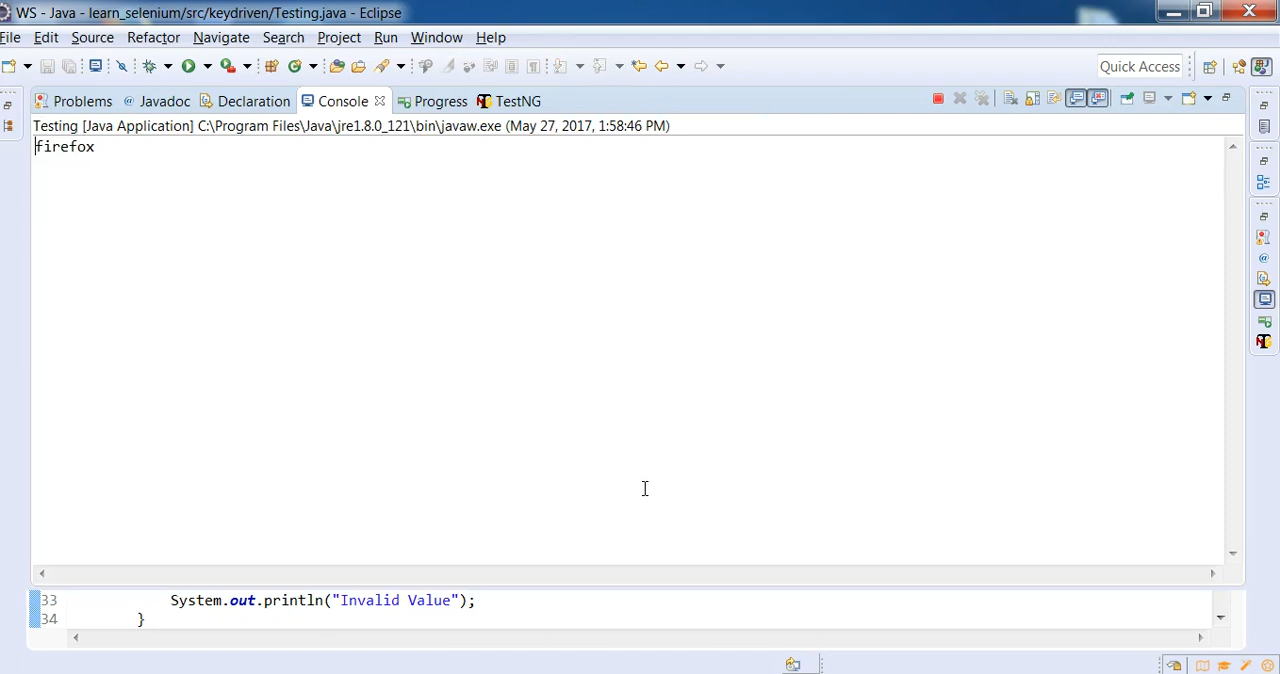 WS - Java - learn_selenium/src/keydriven/Testing.java - Eclipse
File Edit Source Refactor Navigate Search Project Run Window Help
Quick Access
Problems @ Javadoc Declaration Console Progress TestNG
Testing [Java Application] C:\Program Files\Java\jre1.8.0_121\bin\javaw.exe (May 27, 2017, 1:58:46 PM)
firefox
33 System.out.println("Invalid Value");
34 }